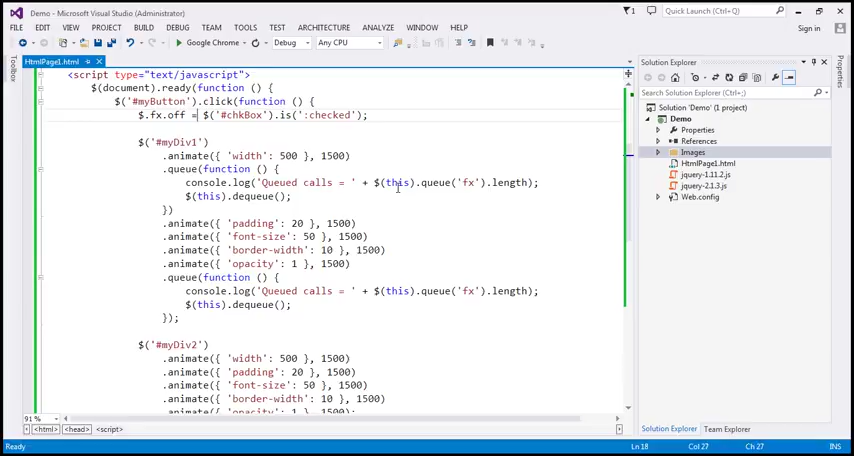 Demo - Microsoft Visual Studio (Administrator)
1
Quick Launch (Ctrl+;)
FILE EDIT VIEW PROJECT BUILD DEBUG TEAM TOOLS TEST ARCHITECTURE ANALYZE WINDOW HELP
Sign in
Google Chrome Debug Any CPU
Toolbox
HtmlPage1.html
<script type="text/javascript">
$(document).ready(function () {
$('#myButton').click(function () {
$.fx.off = $('#chkBox').is(':checked');
$('#myDiv1')
.animate({ 'width': 500 }, 1500)
.queue(function () {
console.log('Queued calls = ' + $(this).queue('fx').length);
$(this).dequeue();
})
.animate({ 'padding': 20 }, 1500)
.animate({ 'font-size': 50 }, 1500)
.animate({ 'border-width': 10 }, 1500)
.animate({ 'opacity': 1 }, 1500)
.queue(function () {
console.log('Queued calls = ' + $(this).queue('fx').length);
$(this).dequeue();
});
$('#myDiv2')
.animate({ 'width': 500 }, 1500)
.animate({ 'padding': 20 }, 1500)
.animate({ 'font-size': 50 }, 1500)
.animate({ 'border-width': 10 }, 1500)
.animate({ 'opacity': 1 }, 1500);
91 %
<html> <head> <script>
Solution Explorer
Search Solution Explorer (Ctrl+;)
Solution 'Demo' (1 project)
Demo
Properties
References
Images
HtmlPage1.html
jquery-1.11.2.js
jquery-2.1.3.js
Web.config
Solution Explorer Team Explorer
Properties
Ready Ln 18 Col 27 Ch 27 INS